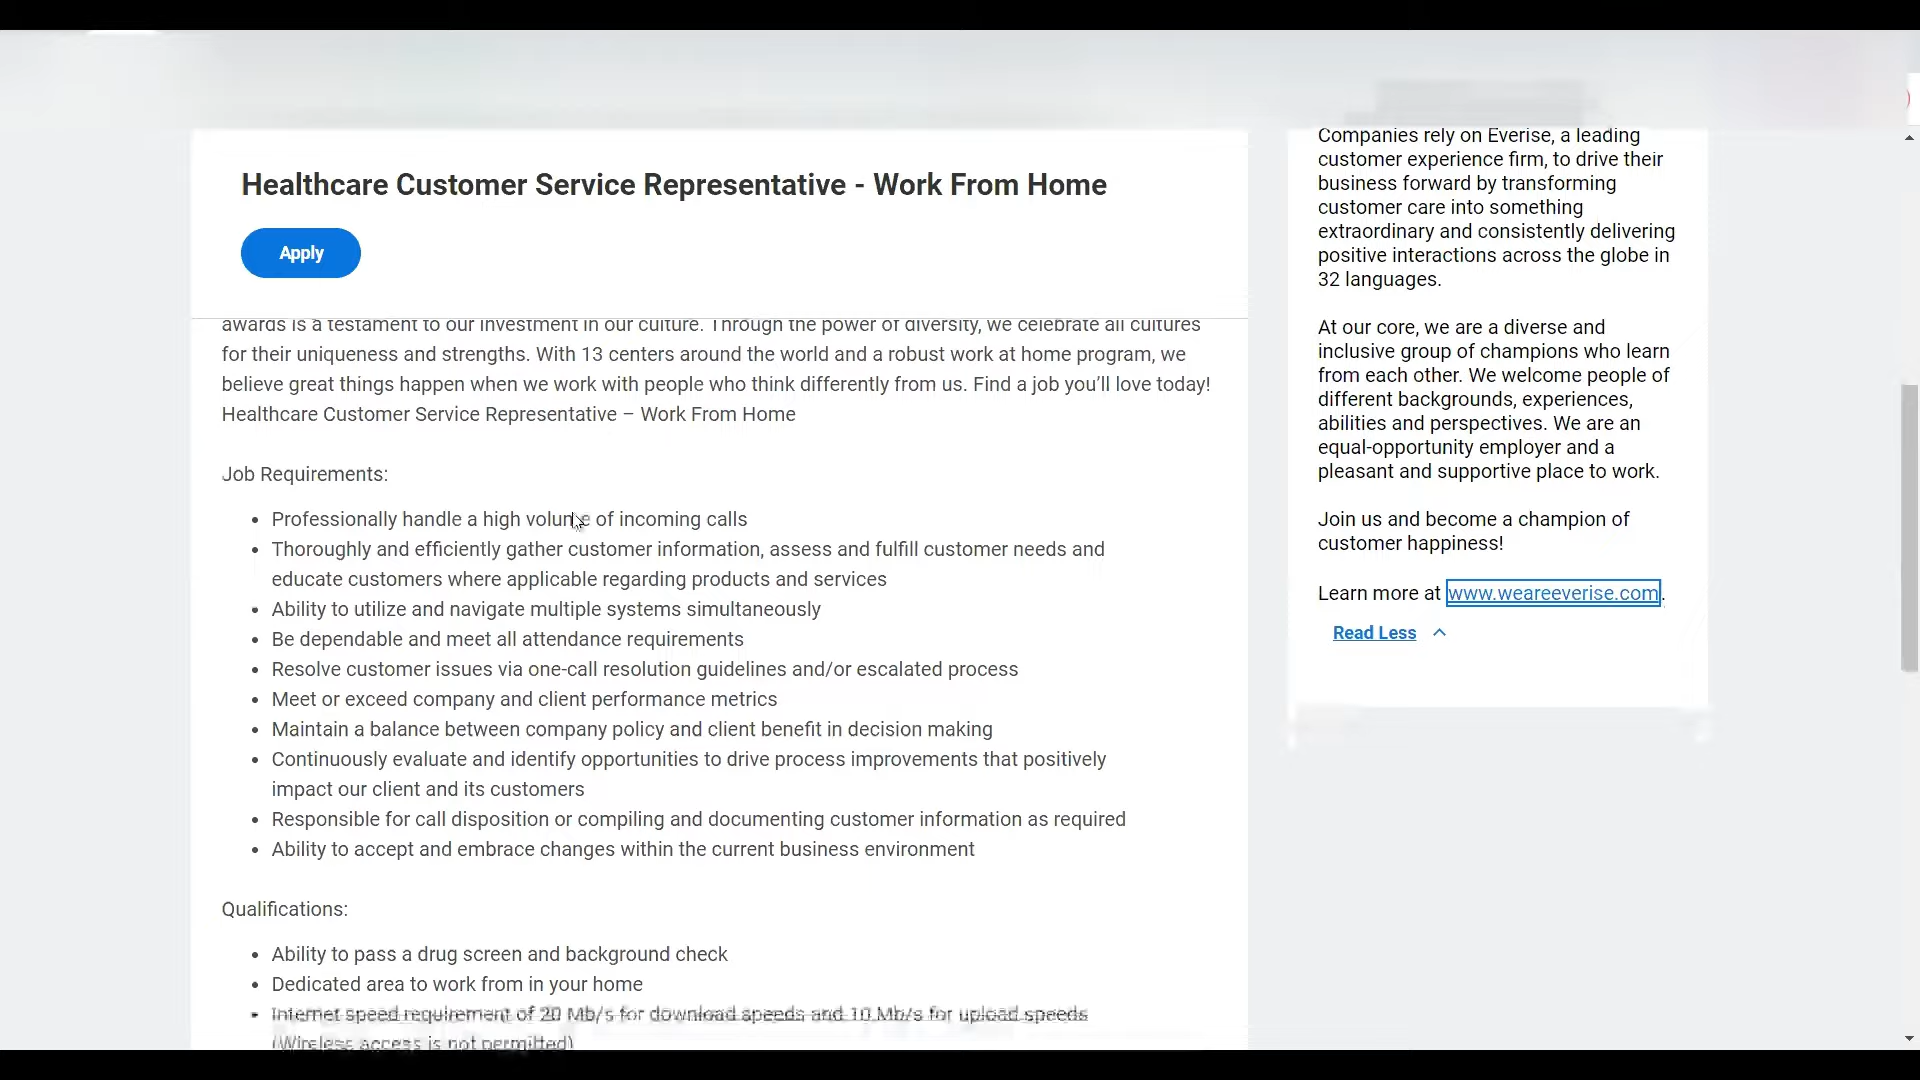 Healthcare Customer Service Representative - Work From Home
Apply
awards is a testament to our investment in our culture. Through the power of diversity, we celebrate all cultures
for their uniqueness and strengths. With 13 centers around the world and a robust work at home program, we
believe great things happen when we work with people who think differently from us. Find a job you’ll love today!
Healthcare Customer Service Representative – Work From Home
Job Requirements:
• Professionally handle a high volume of incoming calls
• Thoroughly and efficiently gather customer information, assess and fulfill customer needs and
educate customers where applicable regarding products and services
• Ability to utilize and navigate multiple systems simultaneously
• Be dependable and meet all attendance requirements
• Resolve customer issues via one-call resolution guidelines and/or escalated process
• Meet or exceed company and client performance metrics
• Maintain a balance between company policy and client benefit in decision making
• Continuously evaluate and identify opportunities to drive process improvements that positively
impact our client and its customers
• Responsible for call disposition or compiling and documenting customer information as required
• Ability to accept and embrace changes within the current business environment
Qualifications:
• Ability to pass a drug screen and background check
• Dedicated area to work from in your home
• Internet speed requirement of 20 Mb/s for download speeds and 10 Mb/s for upload speeds
(Wireless access is not permitted)
Companies rely on Everise, a leading
customer experience firm, to drive their
business forward by transforming
customer care into something
extraordinary and consistently delivering
positive interactions across the globe in
32 languages.
At our core, we are a diverse and
inclusive group of champions who learn
from each other. We welcome people of
different backgrounds, experiences,
abilities and perspectives. We are an
equal-opportunity employer and a
pleasant and supportive place to work.
Join us and become a champion of
customer happiness!
Learn more at www.weareeverise.com.
Read Less